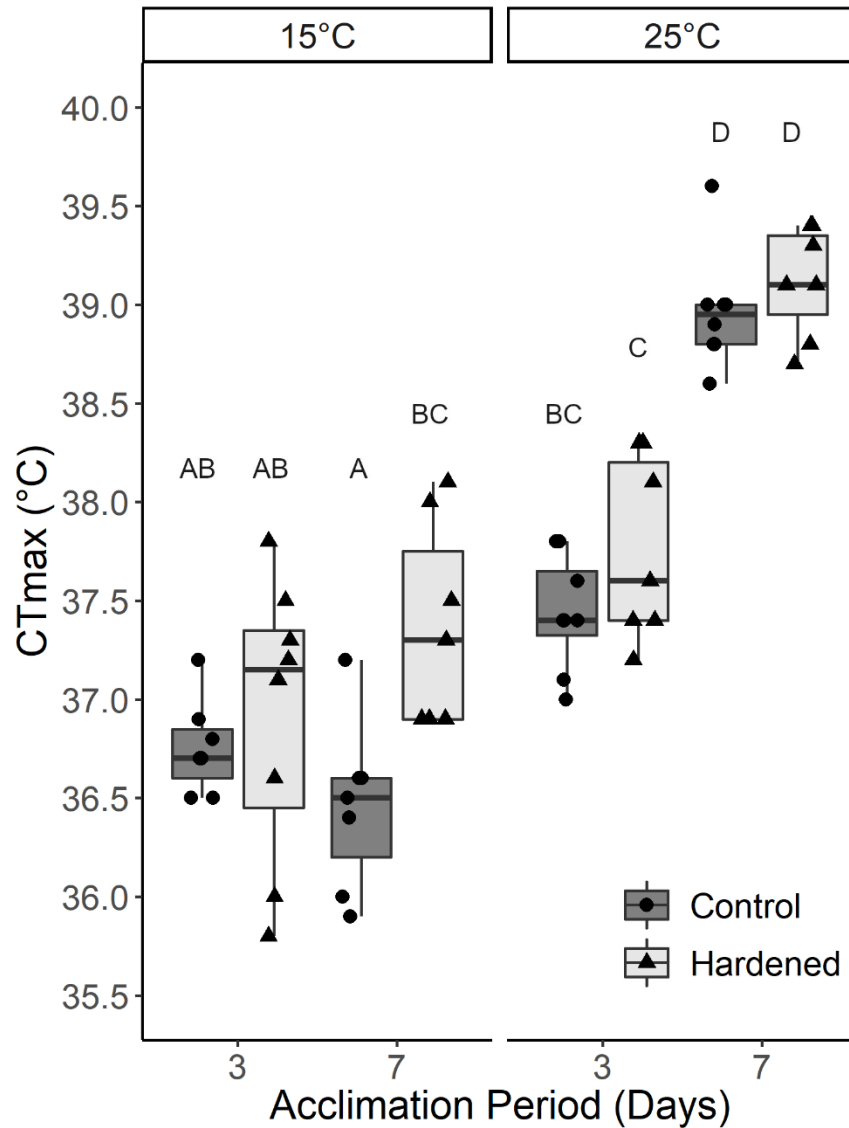 15°C 25°C
40.0
39.5
39.0
38.5
38.0
37.5
37.0
36.5
36.0
35.5
CTmax (°C)
D D
C
BC BC
AB AB A
Control
Hardened
3 7 3 7
Acclimation Period (Days)